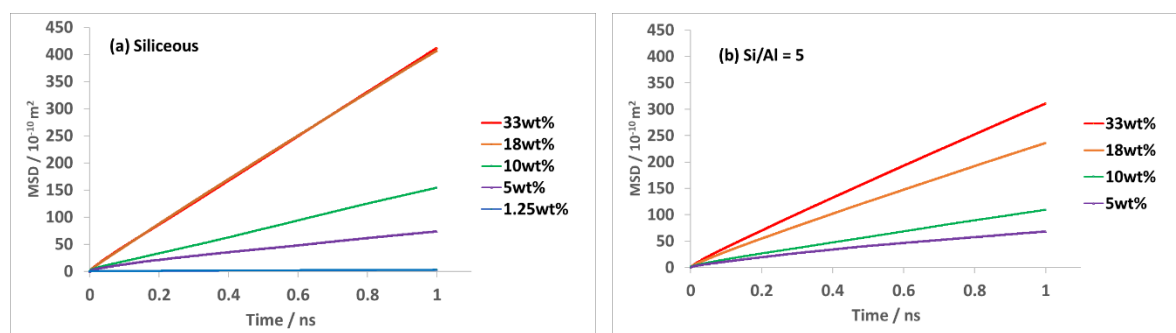 (a) Siliceous
MSD / 10⁻¹⁰ m²
450
400
350
300
250
200
150
100
50
0
0 0.2 0.4 0.6 0.8 1
Time / ns
33wt%
18wt%
10wt%
5wt%
1.25wt%
(b) Si/Al = 5
MSD / 10⁻¹⁰ m²
450
400
350
300
250
200
150
100
50
0
0.0 0.2 0.4 0.6 0.8 1.0
Time / ns
33wt%
18wt%
10wt%
5wt%